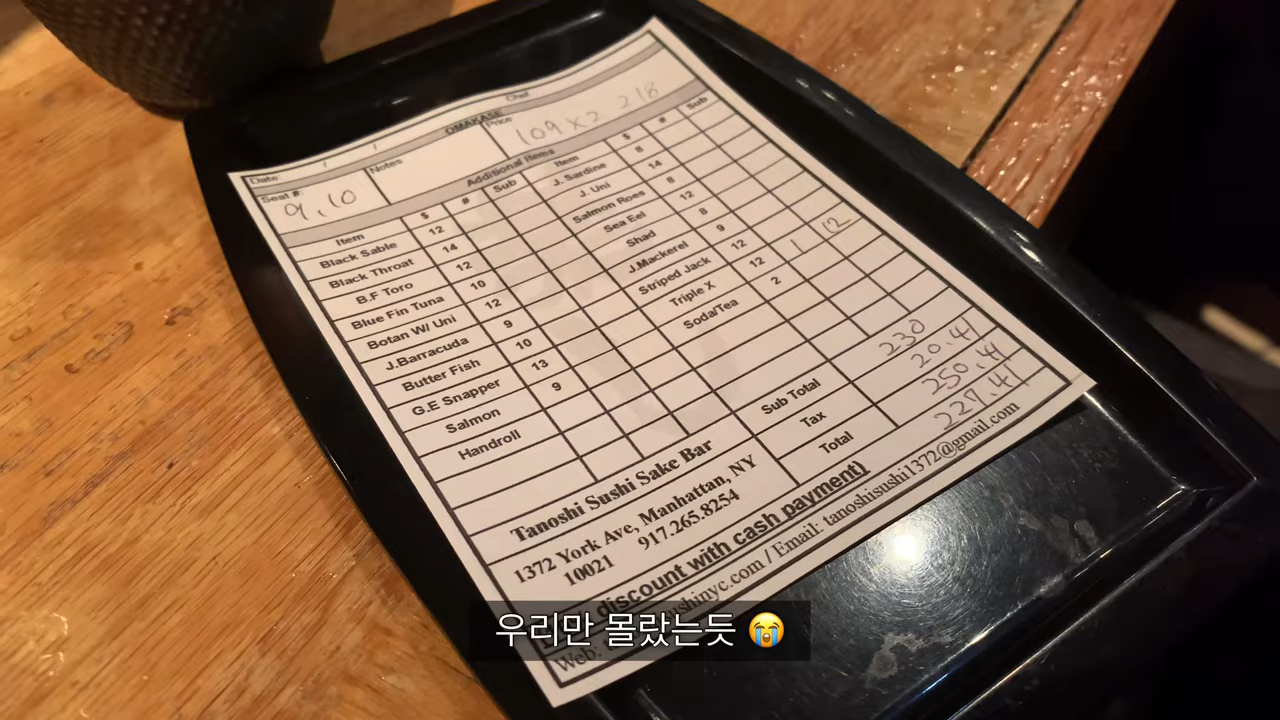 Chef
OMAKASE
Date: / /
Notes
Price
109 x 2 218
Seat #:
9, 10
Additional Items
Item $ # Sub Item $ # Sub
Black Sable 12 J. Sardine 8
Black Throat 14 J. Uni 14
B.F Toro 12 Salmon Roes 8
Blue Fin Tuna 10 Sea Eel 12
Botan W/ Uni 12 Shad 8
J.Barracuda 9 J.Mackerel 9
Butter Fish 10 Striped Jack 12
G.E Snapper 13 Triple X 12 1 12
Salmon 9 Soda/Tea 2
Handroll
Sub Total 230
Tax 20.41
Total 250.41
227.41
Tanoshi Sushi Sake Bar
1372 York Ave, Manhattan, NY
10021 917.265.8254
discount with cash payment)
Web: shinyc.com / Email: tanoshisushi1372@gmail.com
우리만 몰랐는듯 😭